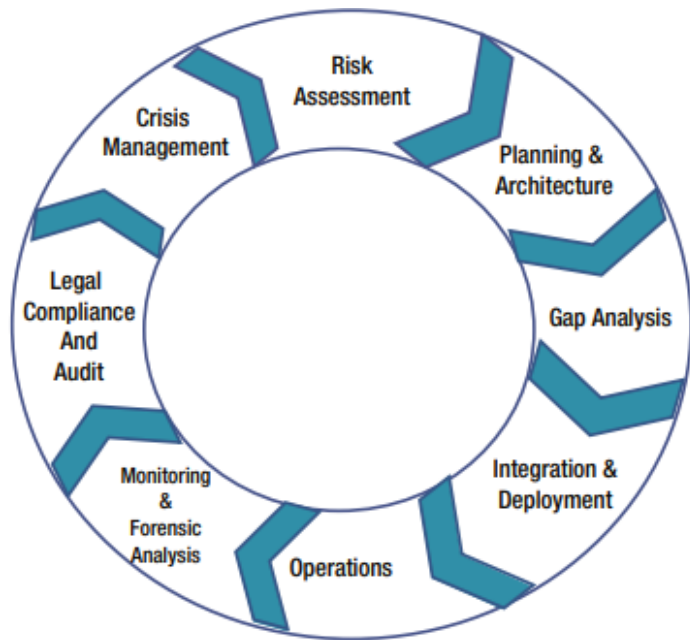 Risk
Assessment
Planning &
Architecture
Gap Analysis
Integration &
Deployment
Operations
Monitoring
&
Forensic
Analysis
Legal
Compliance
And
Audit
Crisis
Management